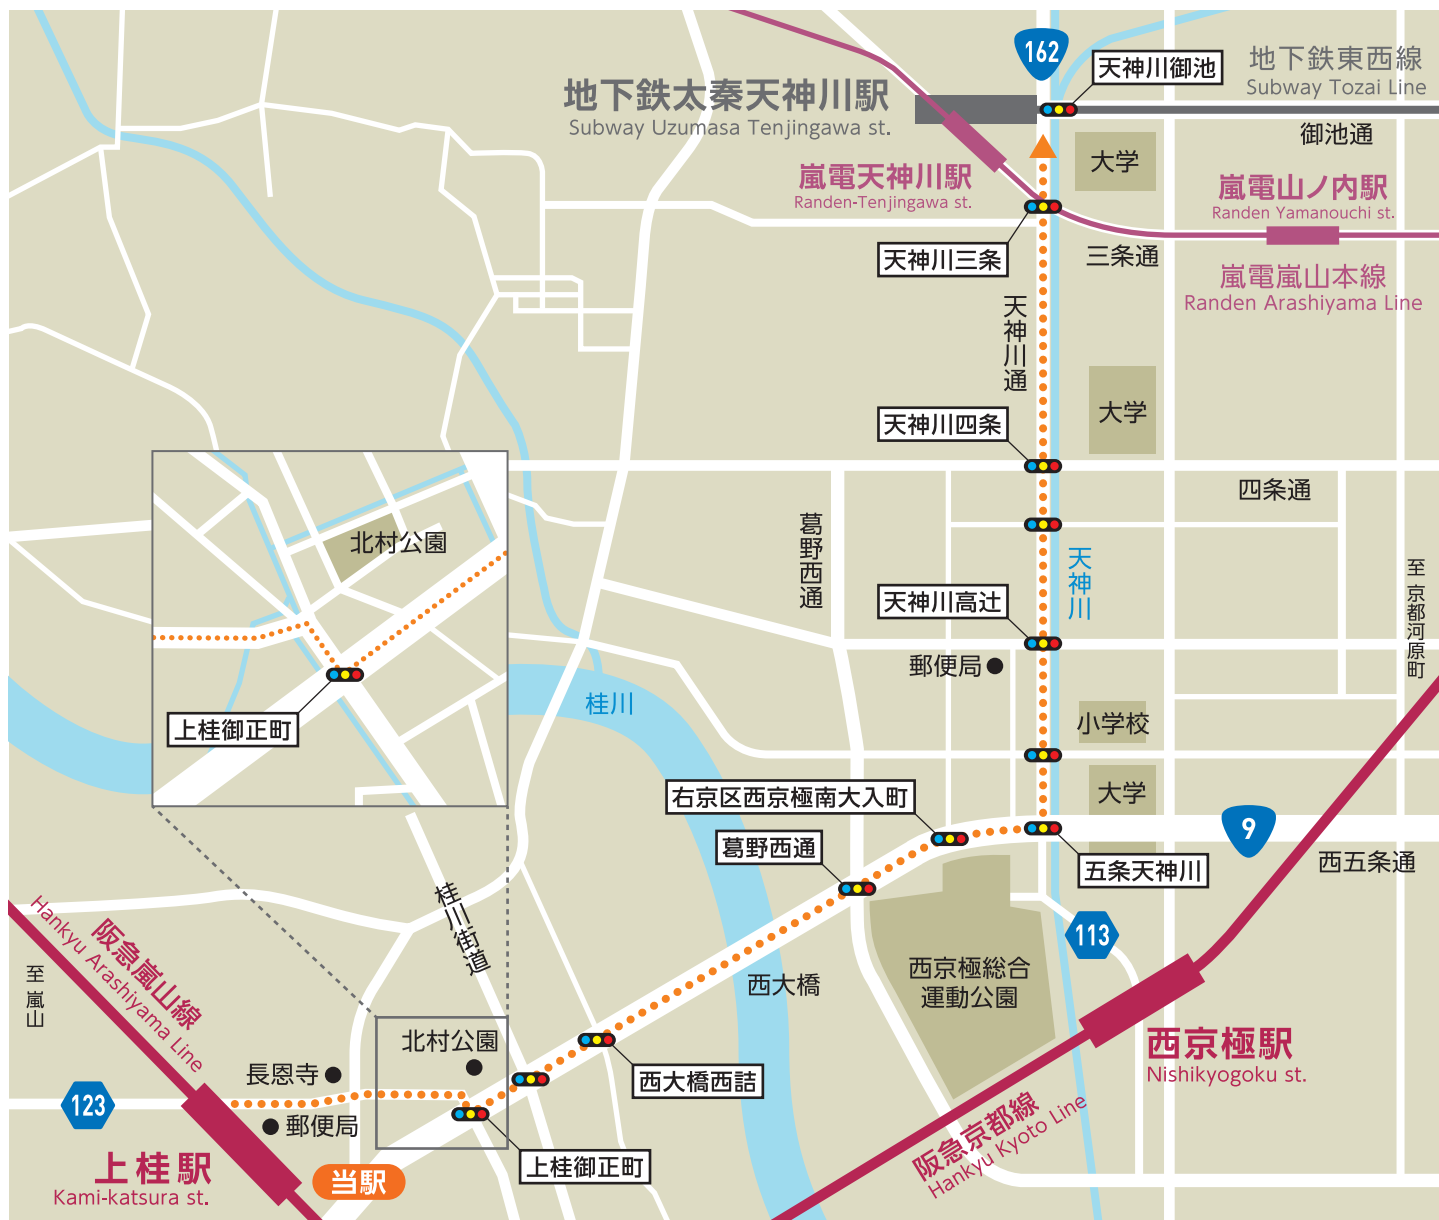 162
天神川御池
地下鉄東西線
Subway Tozai Line
地下鉄太秦天神川駅
Subway Uzumasa Tenjingawa st.
御池通
大学
嵐電天神川駅
Randen-Tenjingawa st.
嵐電山ノ内駅
Randen Yamanouchi st.
天神川三条
三条通
嵐電嵐山本線
Randen Arashiyama Line
天神川通
大学
天神川四条
四条通
葛野西通
天神川
至 京都河原町
天神川高辻
郵便局
北村公園
上桂御正町
桂川
小学校
大学
右京区西京極南大入町
葛野西通
9
五条天神川
西五条通
桂川街道
113
西京極総合
運動公園
西大橋
阪急嵐山線
Hankyu Arashiyama Line
至 嵐山
北村公園
長恩寺
西大橋西詰
西京極駅
Nishikyogoku st.
123
郵便局
阪急京都線
Hankyu Kyoto Line
上桂駅
Kami-katsura st.
当駅
上桂御正町